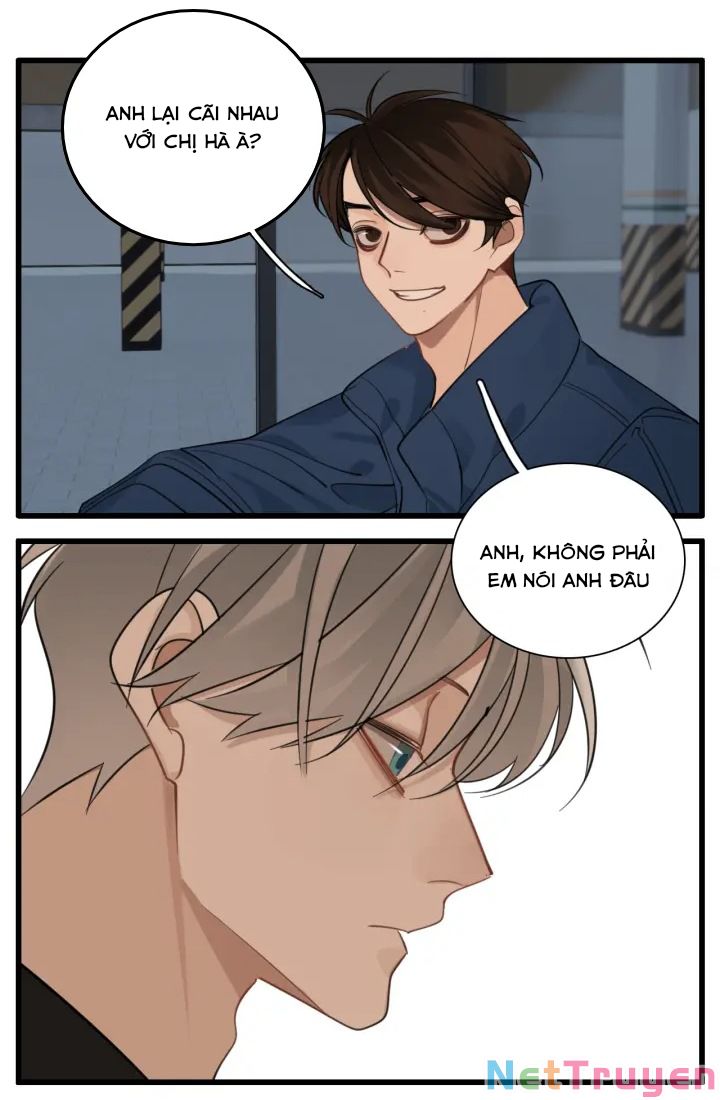 ANH LẠI CÃI NHAU
VỚI CHỊ HÀ À?
ANH, KHÔNG PHẢI
EM NÓI ANH ĐÂU
NetTruyen